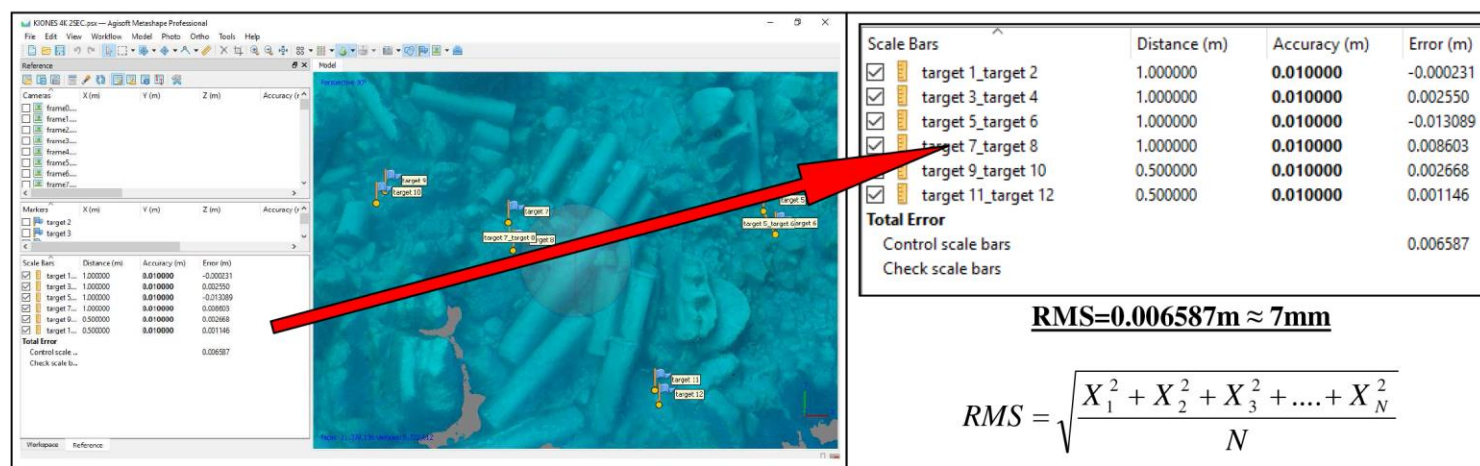 KIONES 4K 2SEC.psx — Agisoft Metashape Professional
File Edit View Workflow Model Photo Ortho Tools Help
Reference
Cameras X (m) Y (m) Z (m) Accuracy (r
frame0....
frame1....
frame2....
frame3....
frame4....
frame5....
frame6....
frame7....
Markers X (m) Y (m) Z (m) Accuracy (r
target 2
target 3
Scale Bars Distance (m) Accuracy (m) Error (m)
target 1... 1.000000 0.010000 -0.000231
target 3... 1.000000 0.010000 0.002550
target 5... 1.000000 0.010000 -0.013089
target 7... 1.000000 0.010000 0.008603
target 9... 0.500000 0.010000 0.002668
target 1... 0.500000 0.010000 0.001146
Total Error
Control scale ... 0.006587
Check scale b...
Workspace Reference
Model
Perspective 30°
target 9
target 10
target 7
target 7_target 8
target 8
target 5
target 5_target 6
target 6
target 11
target 12
Scale Bars Distance (m) Accuracy (m) Error (m)
target 1_target 2 1.000000 0.010000 -0.000231
target 3_target 4 1.000000 0.010000 0.002550
target 5_target 6 1.000000 0.010000 -0.013089
target 7_target 8 1.000000 0.010000 0.008603
target 9_target 10 0.500000 0.010000 0.002668
target 11_target 12 0.500000 0.010000 0.001146
Total Error
Control scale bars 0.006587
Check scale bars
RMS=0.006587m ≈ 7mm
RMS = √((X₁² + X₂² + X₃² + .... + X_N²) / N)